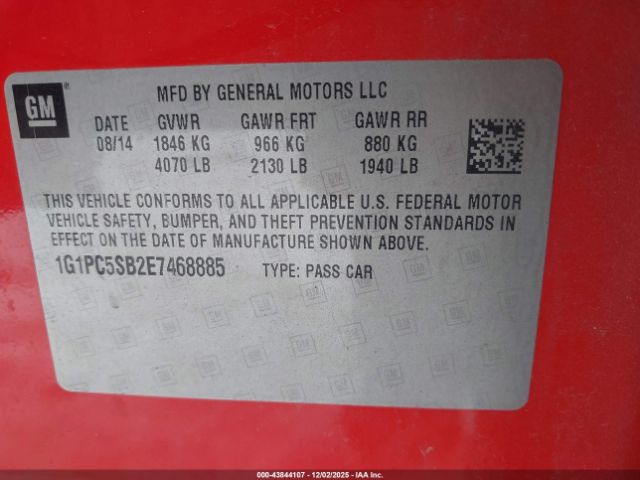 GM
MFD BY GENERAL MOTORS LLC
DATE GVWR GAWR FRT GAWR RR
08/14 1846 KG 966 KG 880 KG
4070 LB 2130 LB 1940 LB
THIS VEHICLE CONFORMS TO ALL APPLICABLE U.S. FEDERAL MOTOR
VEHICLE SAFETY, BUMPER, AND THEFT PREVENTION STANDARDS IN
EFFECT ON THE DATE OF MANUFACTURE SHOWN ABOVE.
1G1PC5SB2E7468885 TYPE: PASS CAR
000-43844107 • 12/02/2025 • IAA, Inc.